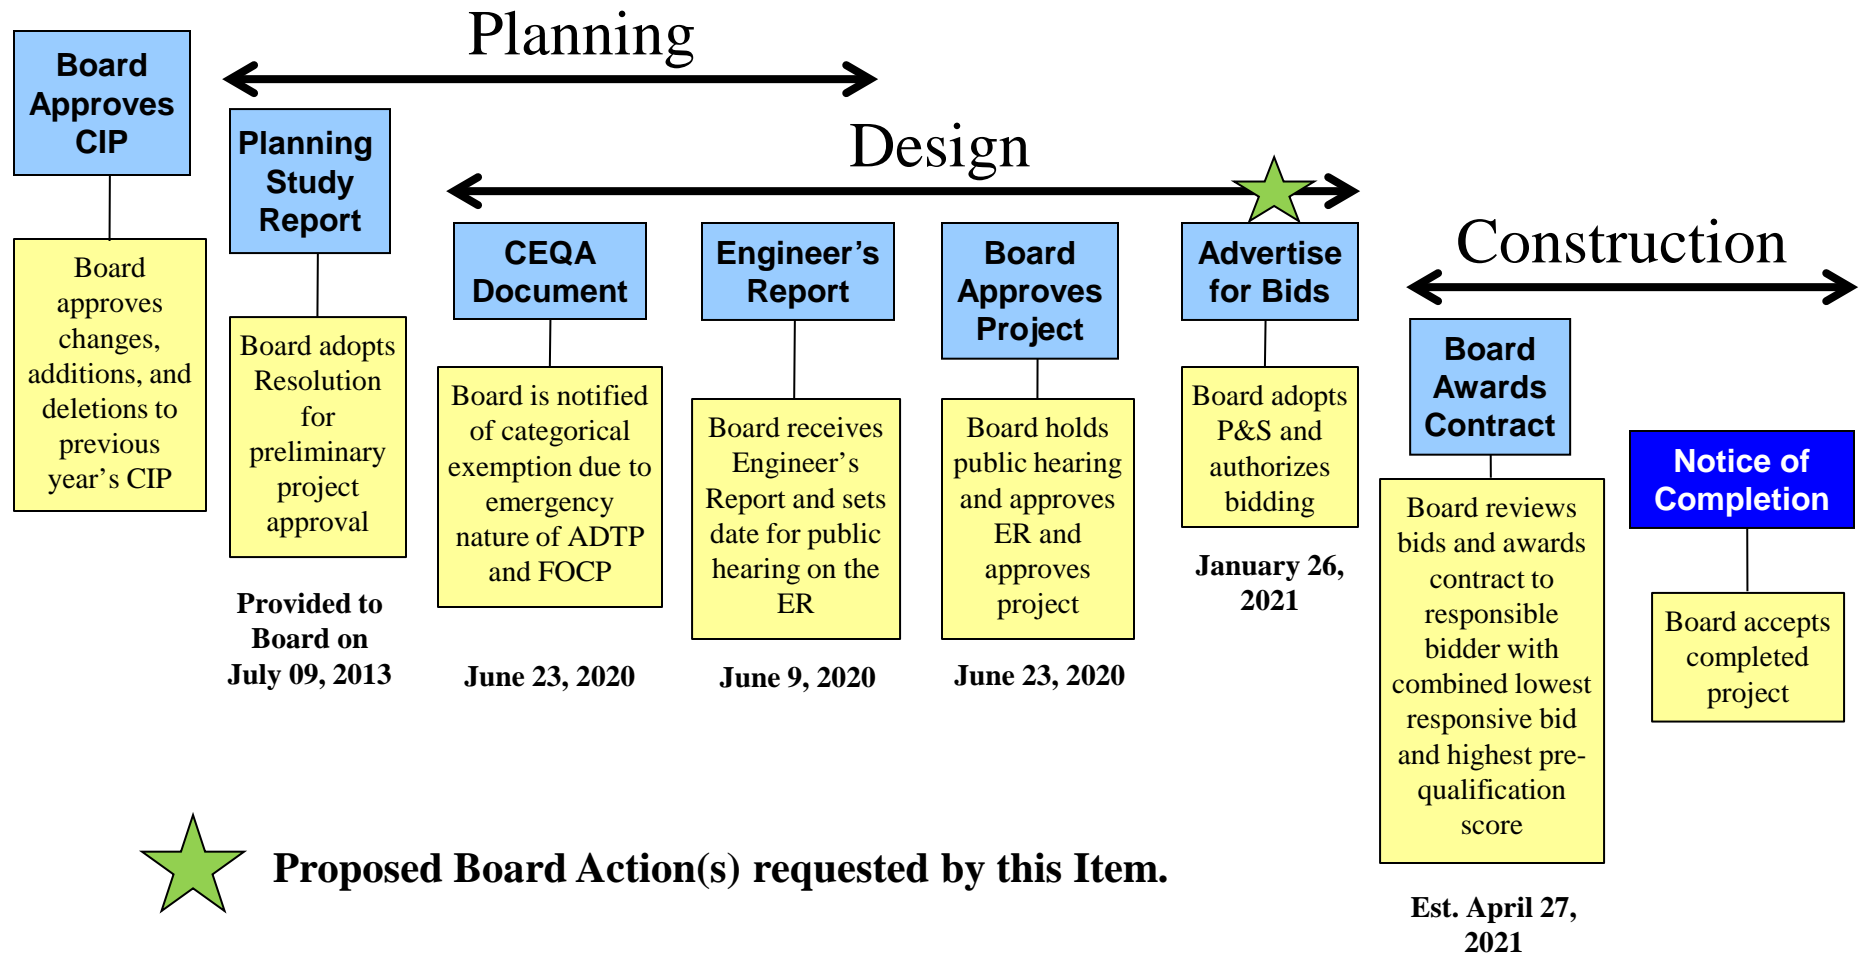 Planning
Design
Construction
Board
Approves
CIP
Board
approves
changes,
additions, and
deletions to
previous
year's CIP
Planning
Study
Report
Board adopts
Resolution
for
preliminary
project
approval
Provided to
Board on
July 09, 2013
CEQA
Document
Board is notified
of categorical
exemption due to
emergency
nature of ADTP
and FOCP
June 23, 2020
Engineer's
Report
Board receives
Engineer's
Report and sets
date for public
hearing on the
ER
June 9, 2020
Board
Approves
Project
Board holds
public hearing
and approves
ER and
approves
project
June 23, 2020
Advertise
for Bids
Board adopts
P&S and
authorizes
bidding
January 26,
2021
Board
Awards
Contract
Board reviews
bids and awards
contract to
responsible
bidder with
combined lowest
responsive bid
and highest pre-
qualification
score
Est. April 27,
2021
Notice of
Completion
Board accepts
completed
project
Proposed Board Action(s) requested by this Item.